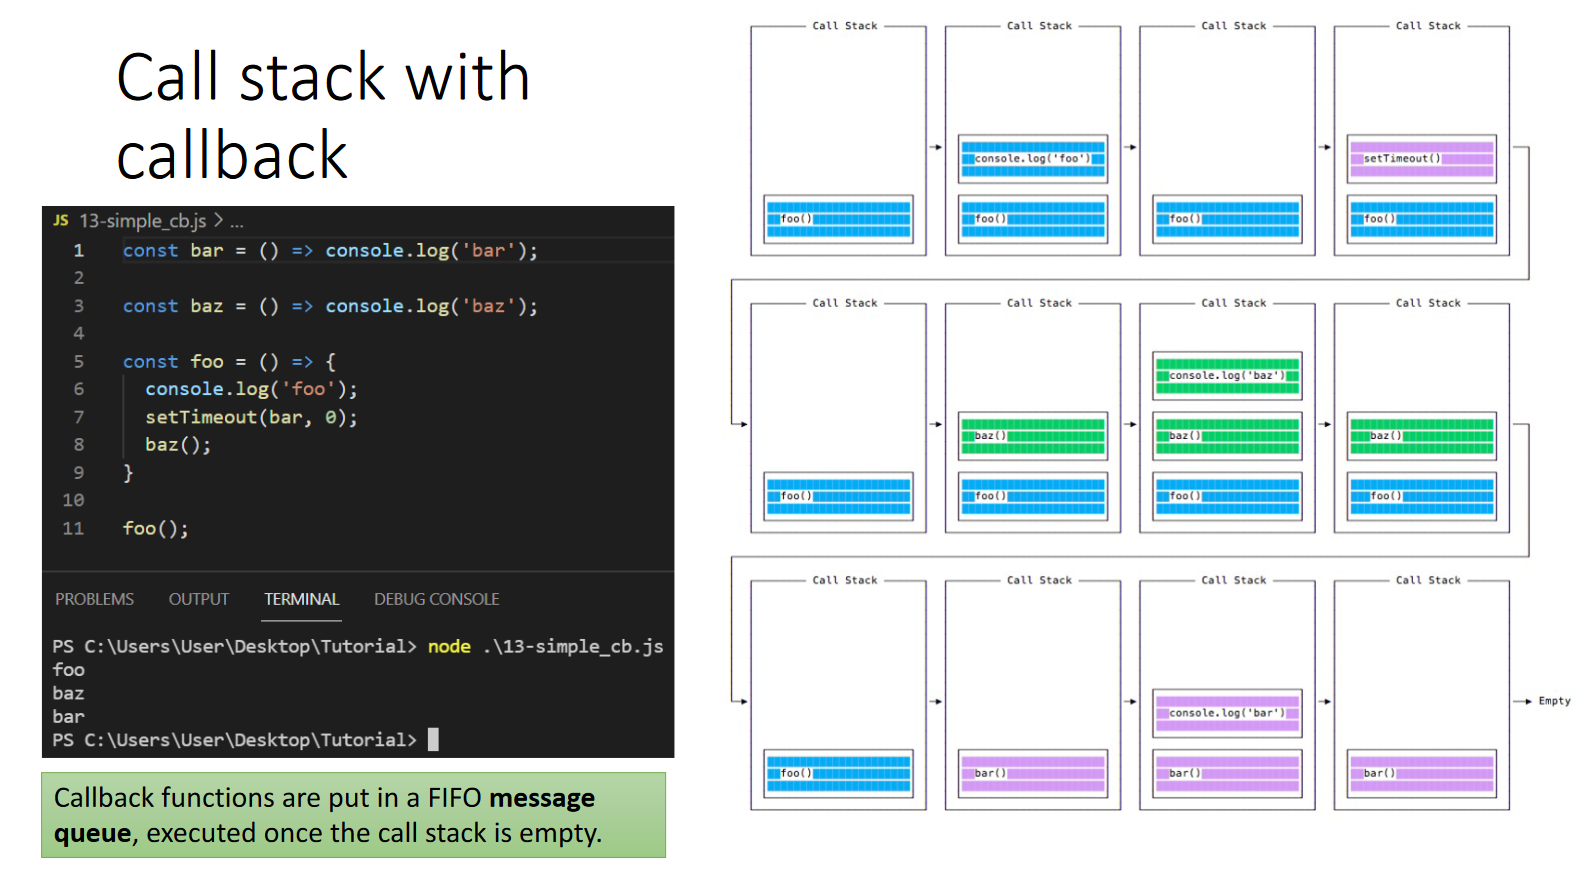 Call stack with
callback
JS 13-simple_cb.js > ...
1 const bar = () => console.log('bar');
2
3 const baz = () => console.log('baz');
4
5 const foo = () => {
6 console.log('foo');
7 setTimeout(bar, 0);
8 baz();
9 }
10
11 foo();
PROBLEMS OUTPUT TERMINAL DEBUG CONSOLE
PS C:\Users\User\Desktop\Tutorial> node .\13-simple_cb.js
foo
baz
bar
PS C:\Users\User\Desktop\Tutorial>
Callback functions are put in a FIFO message
queue, executed once the call stack is empty.
Call Stack Call Stack Call Stack Call Stack
console.log('foo') setTimeout()
foo() foo() foo() foo()
Call Stack Call Stack Call Stack Call Stack
console.log('baz')
baz() baz() baz()
foo() foo() foo() foo()
Call Stack Call Stack Call Stack Call Stack
Empty
console.log('bar')
foo() bar() bar() bar()